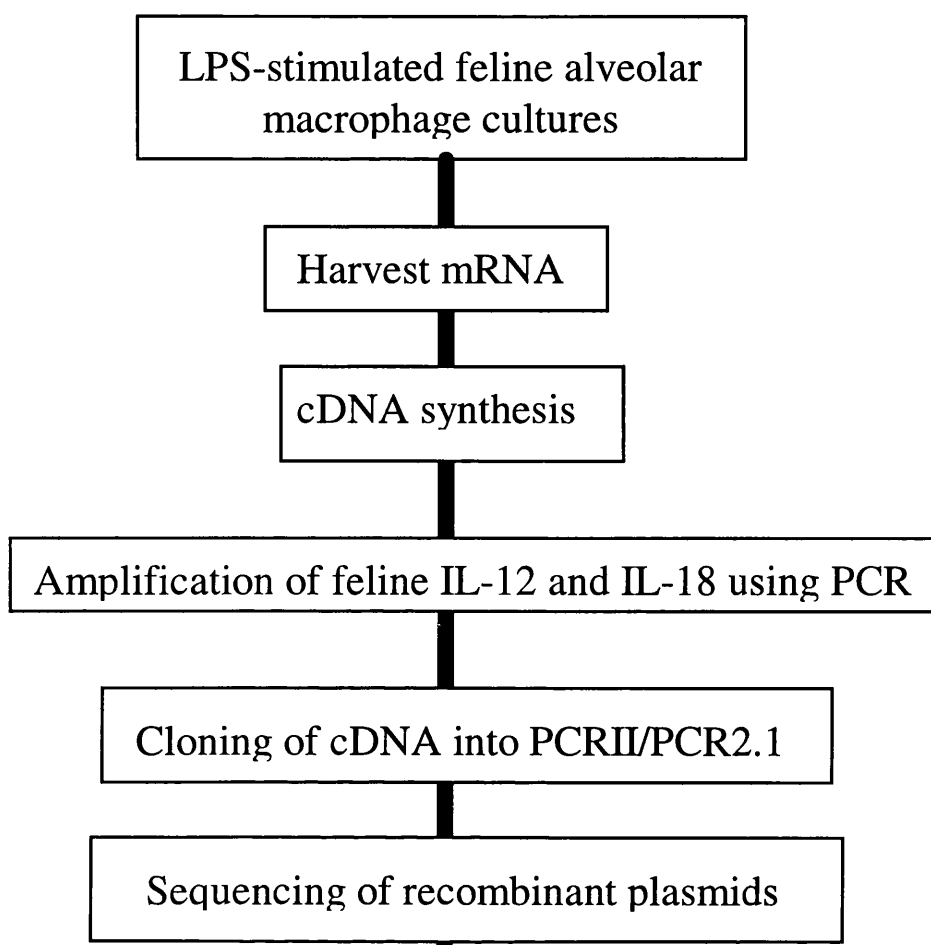 LPS-stimulated feline alveolar
macrophage cultures
Harvest mRNA
cDNA synthesis
Amplification of feline IL-12 and IL-18 using PCR
Cloning of cDNA into PCRII/PCR2.1
Sequencing of recombinant plasmids